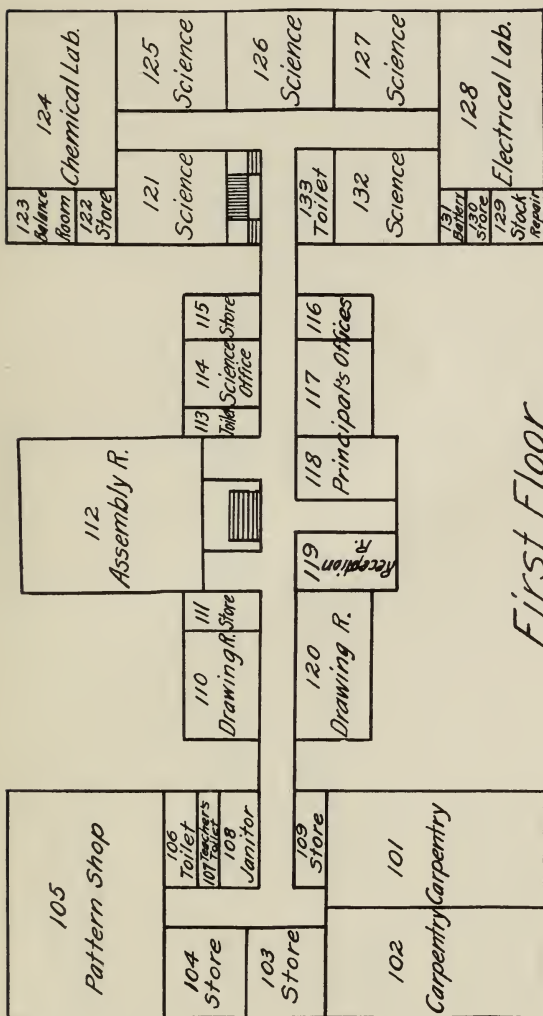 124
Chemical Lab.
123
Balance
Room
122
Store
125
Science
126
Science
127
Science
128
Electrical Lab.
131
Battery
130
Store
129
Stock
Repair
121
Science
133
Toilet
132
Science
115
Store
114
Science
Office
113
Toilet
116
117
118
Principal's Offices
112
Assembly R.
119
Reception
R.
111
Store
110
Drawing R.
120
Drawing R.
First Floor
105
Pattern Shop
106
Toilet
107 Teacher's
Toilet
108
Janitor
109
Store
104
Store
103
Store
101
Carpentry
102
Carpentry